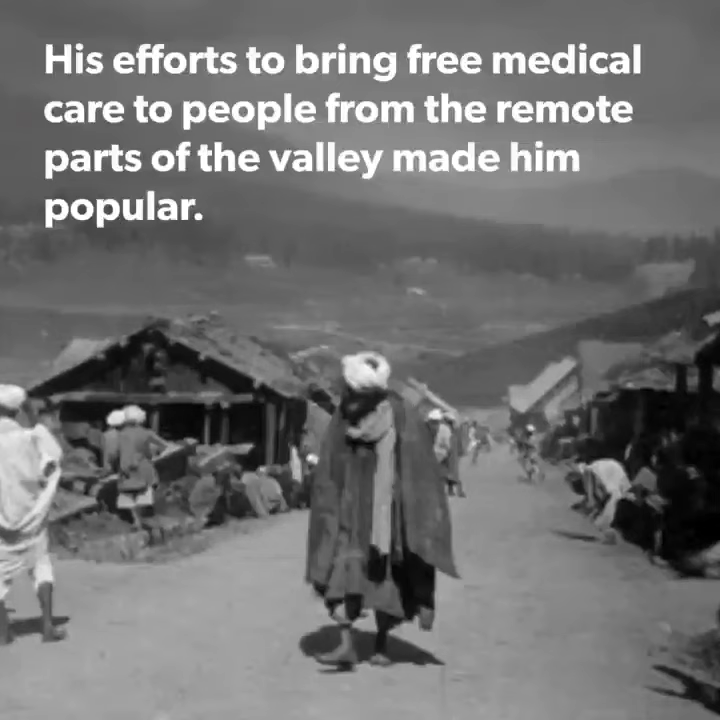 His efforts to bring free medical
care to people from the remote
parts of the valley made him
popular.